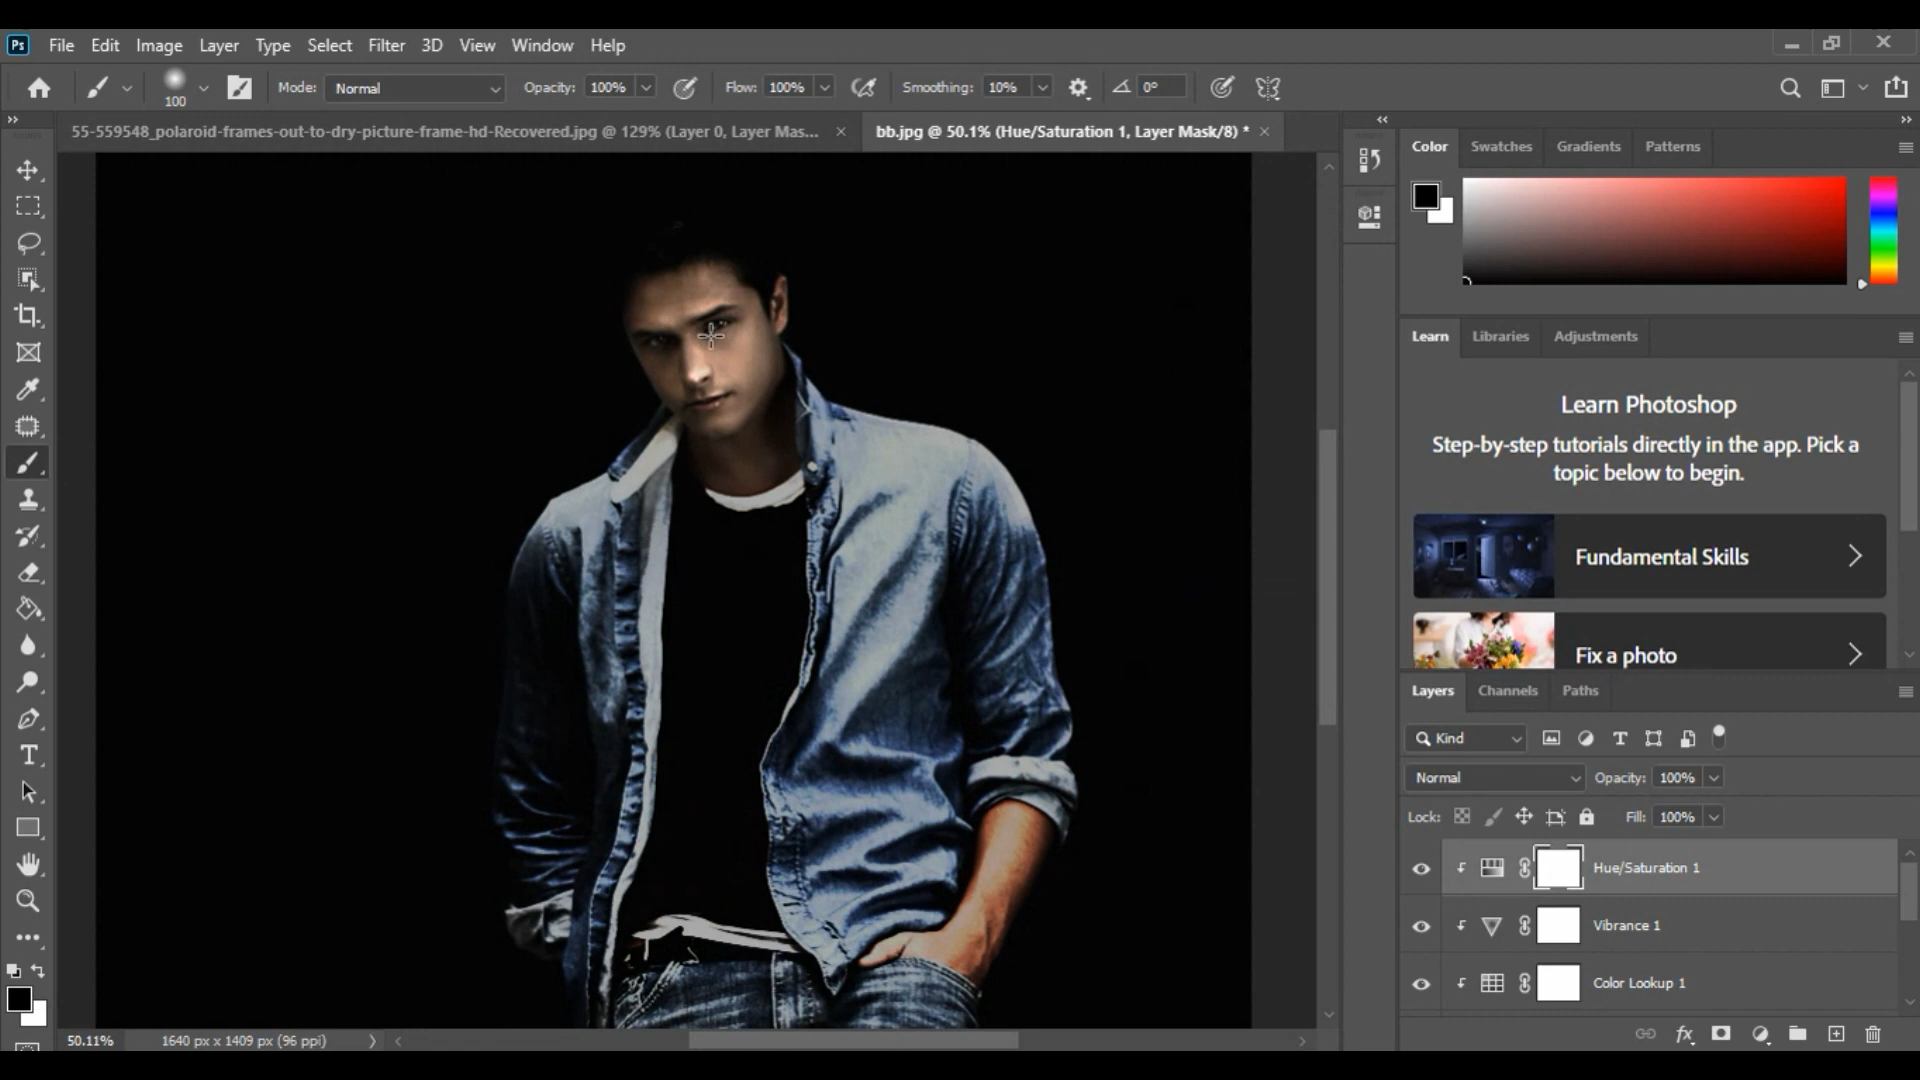 Ps File Edit Image Layer Type Select Filter 3D View Window Help
100 Mode: Normal Opacity: 100% Flow: 100% Smoothing: 10% 0°
55-559548_polaroid-frames-out-to-dry-picture-frame-hd-Recovered.jpg @ 129% (Layer 0, Layer Mas... × bb.jpg @ 50.1% (Hue/Saturation 1, Layer Mask/8) * ×
Color Swatches Gradients Patterns
Learn Libraries Adjustments
Learn Photoshop
Step-by-step tutorials directly in the app. Pick a
topic below to begin.
Fundamental Skills
Fix a photo
Layers Channels Paths
Kind
Normal Opacity: 100%
Lock: Fill: 100%
Hue/Saturation 1
Vibrance 1
Color Lookup 1
50.11% 1640 px x 1409 px (96 ppi)